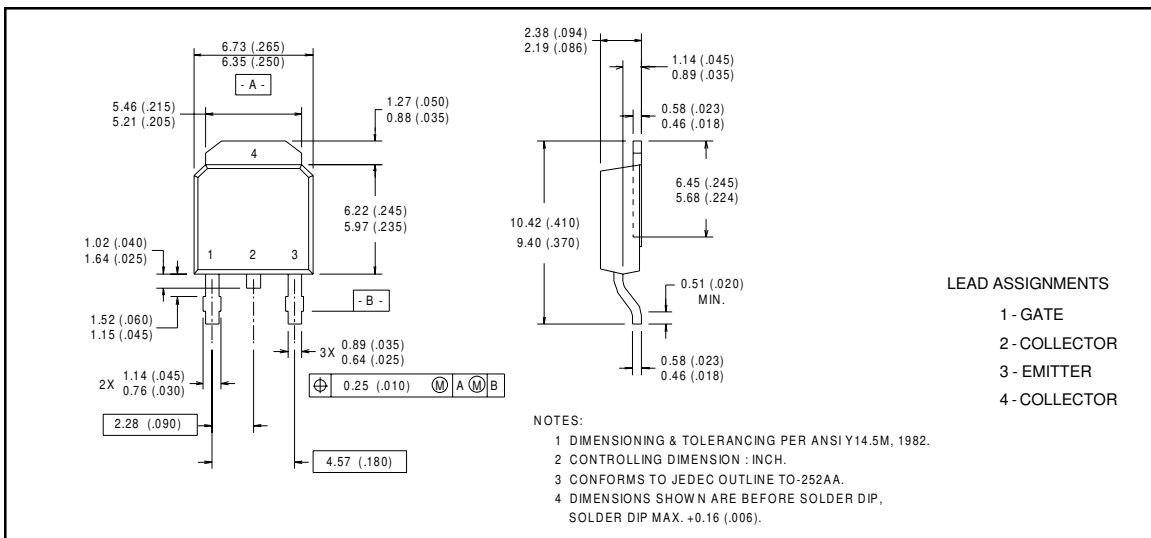 6.73 (.265)
6.35 (.250)
- A -
5.46 (.215)
5.21 (.205)
1.27 (.050)
0.88 (.035)
4
6.22 (.245)
5.97 (.235)
1.02 (.040)
1.64 (.025)
1 2 3
- B -
1.52 (.060)
1.15 (.045)
3X 0.89 (.035)
0.64 (.025)
2X 1.14 (.045)
0.76 (.030)
⌖ 0.25 (.010) Ⓜ A Ⓜ B
2.28 (.090)
4.57 (.180)
2.38 (.094)
2.19 (.086)
1.14 (.045)
0.89 (.035)
0.58 (.023)
0.46 (.018)
6.45 (.245)
5.68 (.224)
10.42 (.410)
9.40 (.370)
0.51 (.020)
MIN.
0.58 (.023)
0.46 (.018)
LEAD ASSIGNMENTS
1 - GATE
2 - COLLECTOR
3 - EMITTER
4 - COLLECTOR
NOTES:
1 DIMENSIONING & TOLERANCING PER ANSI Y14.5M, 1982.
2 CONTROLLING DIMENSION : INCH.
3 CONFORMS TO JEDEC OUTLINE TO-252AA.
4 DIMENSIONS SHOWN ARE BEFORE SOLDER DIP,
SOLDER DIP MAX. +0.16 (.006).